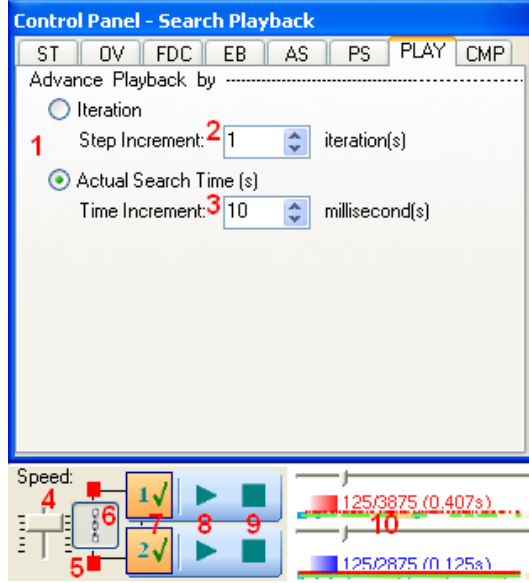 Control Panel - Search Playback
ST OV FDC EB AS PS PLAY CMP
Advance Playback by
Iteration
1 Step Increment: 2 1 iteration(s)
Actual Search Time (s)
Time Increment: 3 10 millisecond(s)
Speed:
4 1 125/3875 (0.407s)
6 7 8 9 10
5 2 125/2875 (0.125s)